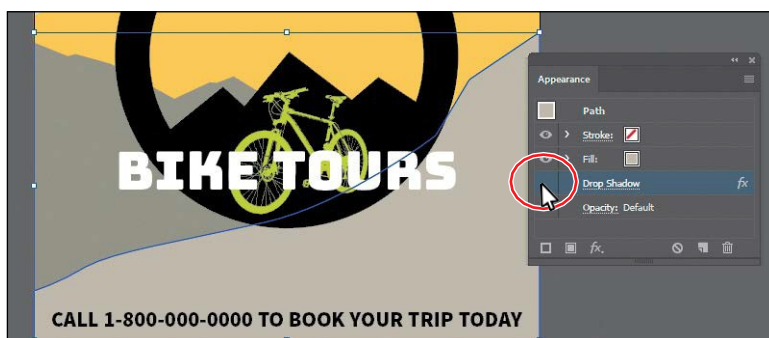 BIKE TOURS
CALL 1-800-000-0000 TO BOOK YOUR TRIP TODAY
Appearance
Path
Stroke:
Fill:
Drop Shadow fx
Opacity: Default
fx.